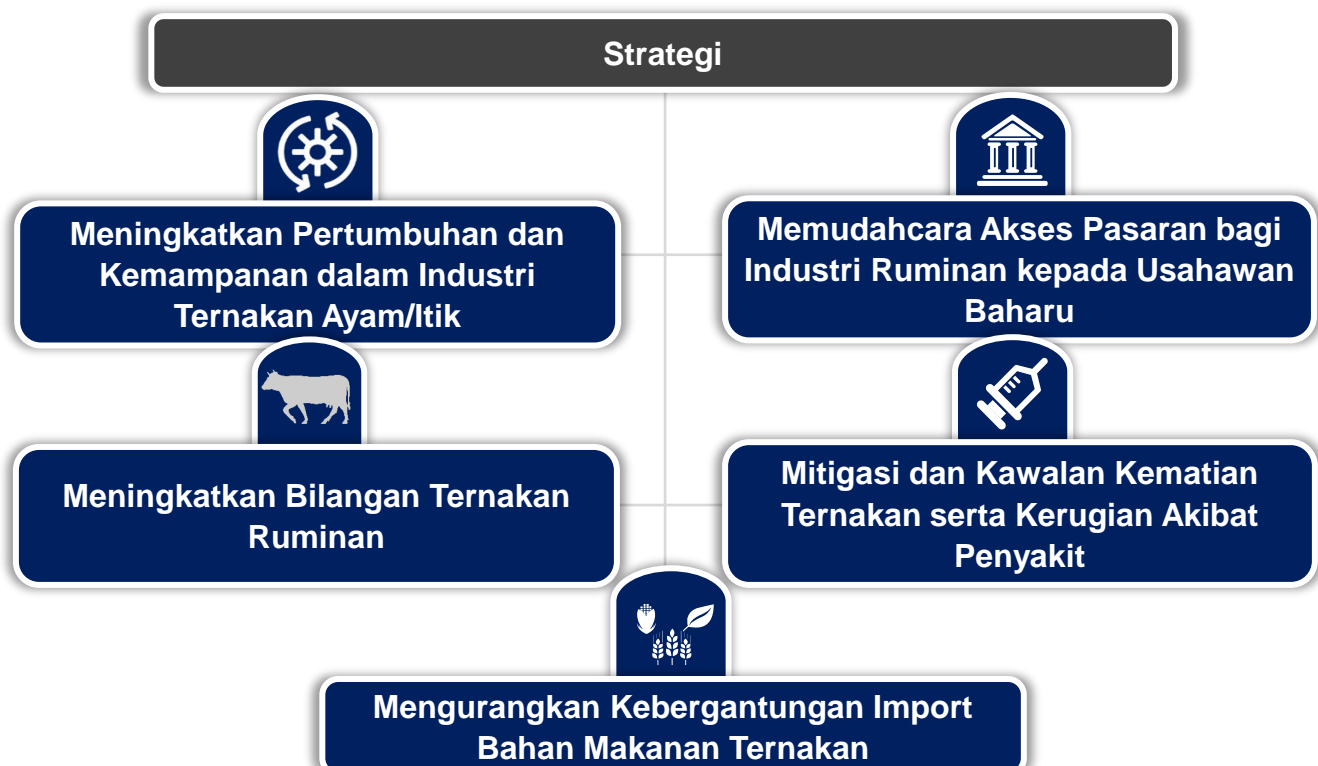 Strategi
Meningkatkan Pertumbuhan dan
Kemampanan dalam Industri
Ternakan Ayam/Itik
Memudahcara Akses Pasaran bagi
Industri Ruminan kepada Usahawan
Baharu
Meningkatkan Bilangan Ternakan
Ruminan
Mitigasi dan Kawalan Kematian
Ternakan serta Kerugian Akibat
Penyakit
Mengurangkan Kebergantungan Import
Bahan Makanan Ternakan